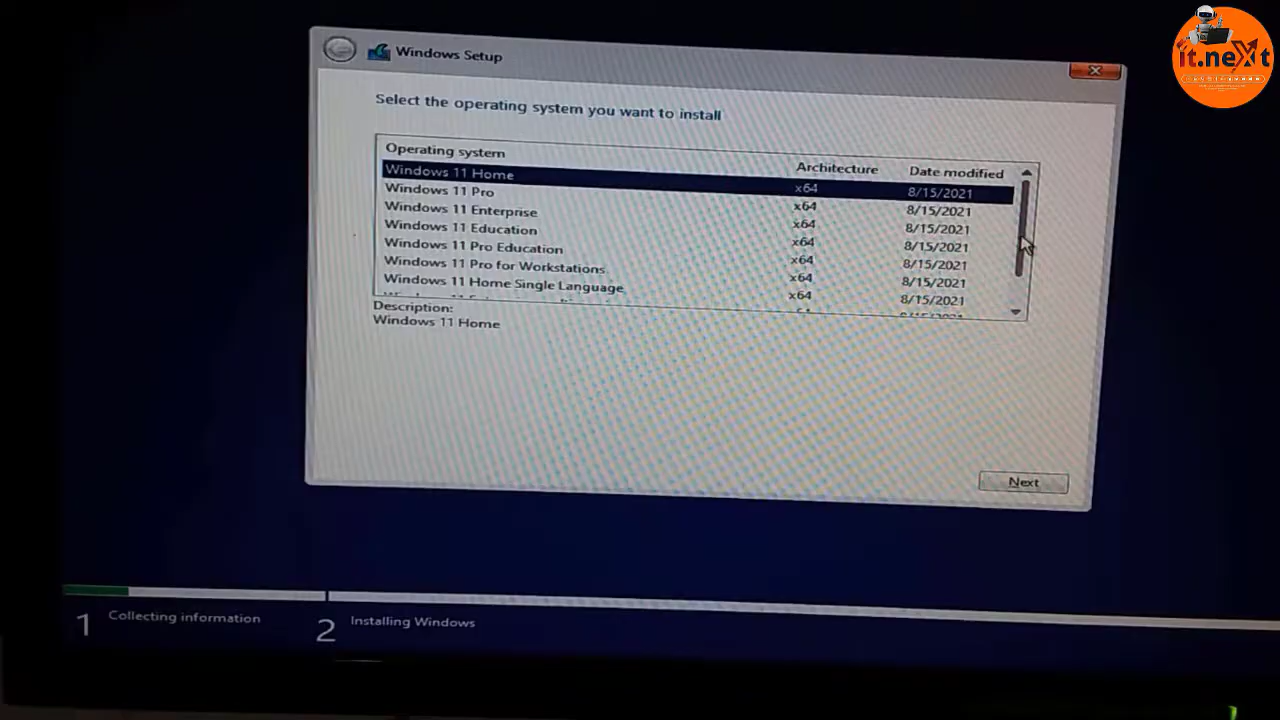 it.neXt
Windows Setup
Select the operating system you want to install
Operating system Architecture Date modified
Windows 11 Home x64 8/15/2021
Windows 11 Pro x64 8/15/2021
Windows 11 Enterprise x64 8/15/2021
Windows 11 Education x64 8/15/2021
Windows 11 Pro Education x64 8/15/2021
Windows 11 Pro for Workstations x64 8/15/2021
Windows 11 Home Single Language x64 8/15/2021
Description:
Windows 11 Home
Next
1 Collecting information 2 Installing Windows